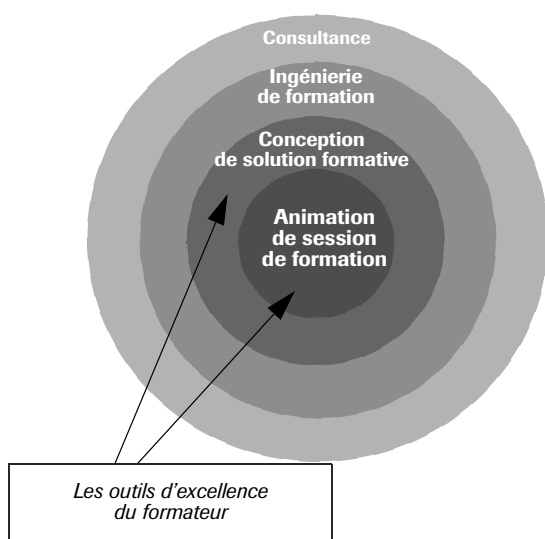 Consultance
Ingénierie
de formation
Conception
de solution formative
Animation
de session
de formation
Les outils d'excellence
du formateur